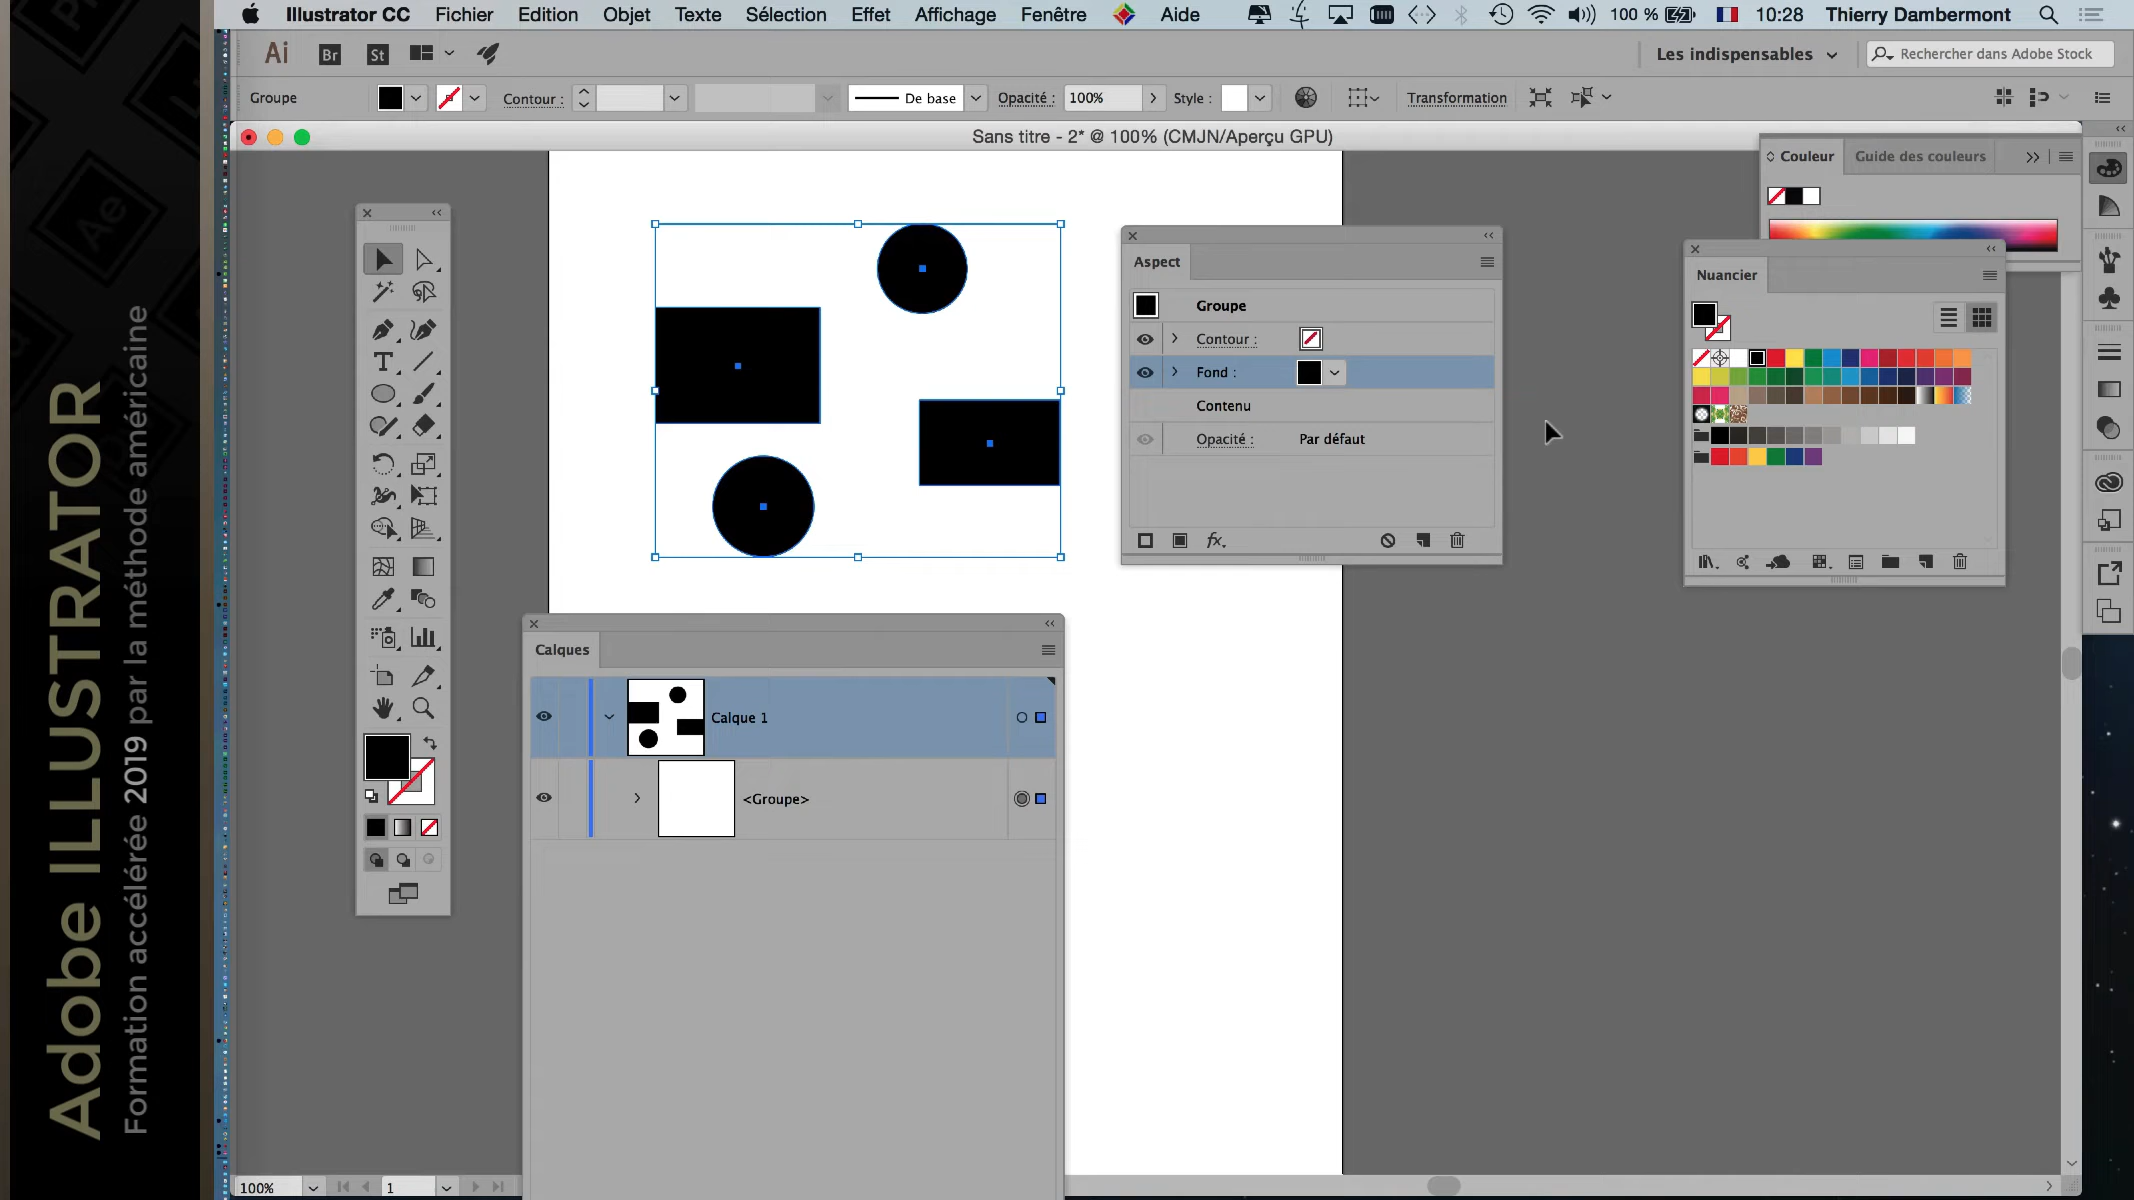 Illustrator CC Fichier Edition Objet Texte Sélection Effet Affichage Fenêtre Aide 100 % 10:28 Thierry Dambermont
Ai Br St Les indispensables Rechercher dans Adobe Stock
Groupe Contour : De base Opacité : 100% Style : Transformation
Sans titre - 2* @ 100% (CMJN/Aperçu GPU)
Couleur Guide des couleurs
Aspect
Groupe
Contour :
Fond :
Contenu
Opacité : Par défaut
fx
Nuancier
Calques
Calque 1
<Groupe>
100% 1
Adobe ILLUSTRATOR
Formation accélérée 2019 par la méthode américaine
Ae